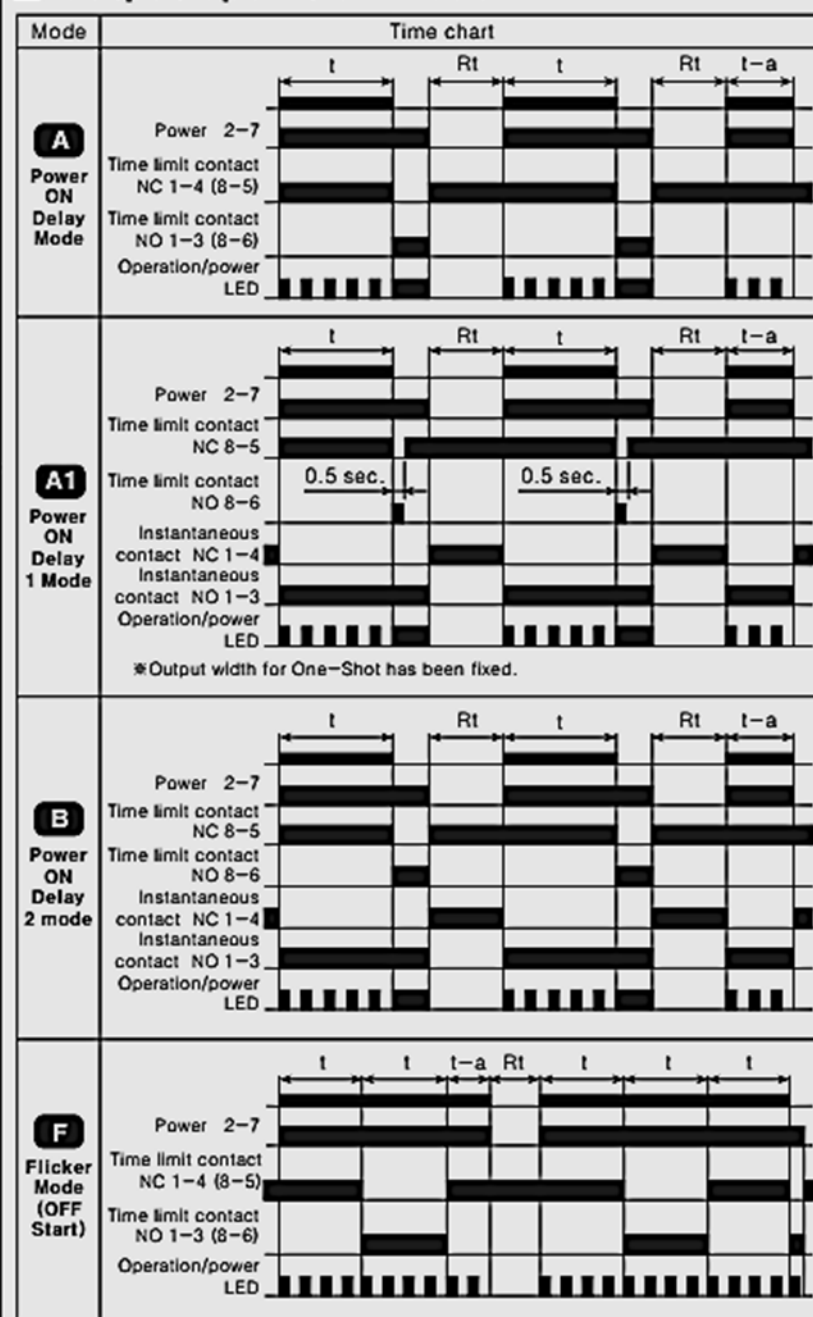 Mode Time chart
t Rt t Rt t-a
A
Power
ON
Delay
Mode
Power 2-7
Time limit contact
NC 1-4 (8-5)
Time limit contact
NO 1-3 (8-6)
Operation/power
LED
t Rt t Rt t-a
A1
Power
ON
Delay
1 Mode
Power 2-7
Time limit contact
NC 8-5
Time limit contact
NO 8-6
0.5 sec. 0.5 sec.
Instantaneous
contact NC 1-4
Instantaneous
contact NO 1-3
Operation/power
LED
※Output width for One-Shot has been fixed.
t Rt t Rt t-a
B
Power
ON
Delay
2 mode
Power 2-7
Time limit contact
NC 8-5
Time limit contact
NO 8-6
Instantaneous
contact NC 1-4
Instantaneous
contact NO 1-3
Operation/power
LED
t t t-a Rt t t t
F
Flicker
Mode
(OFF
Start)
Power 2-7
Time limit contact
NC 1-4 (8-5)
Time limit contact
NO 1-3 (8-6)
Operation/power
LED